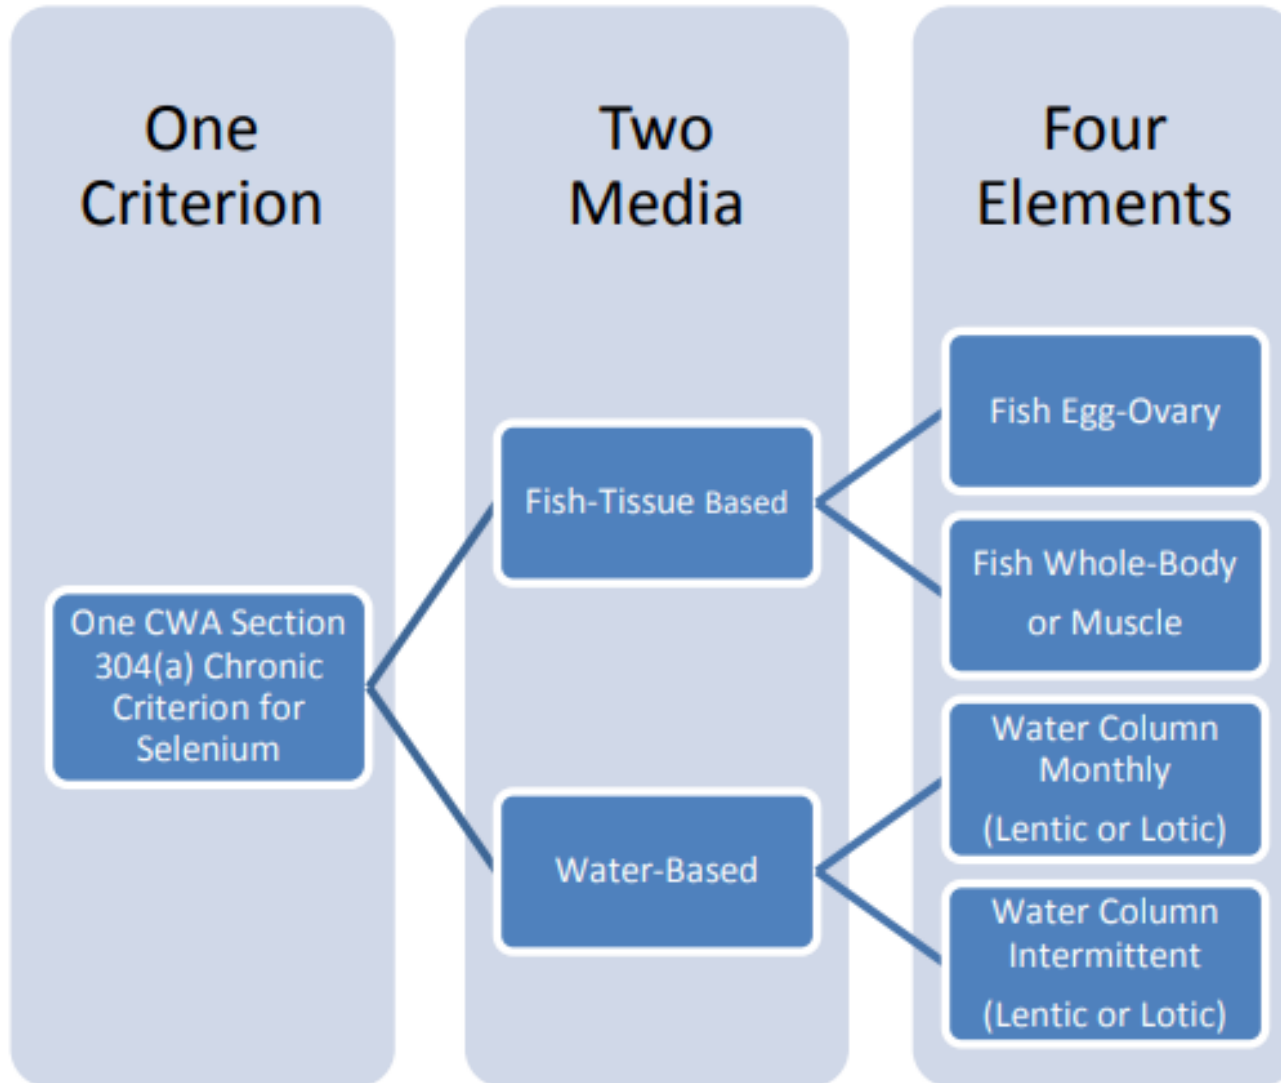 One
Criterion
Two
Media
Four
Elements
One CWA Section
304(a) Chronic
Criterion for
Selenium
Fish-Tissue Based
Water-Based
Fish Egg-Ovary
Fish Whole-Body
or Muscle
Water Column
Monthly
(Lentic or Lotic)
Water Column
Intermittent
(Lentic or Lotic)